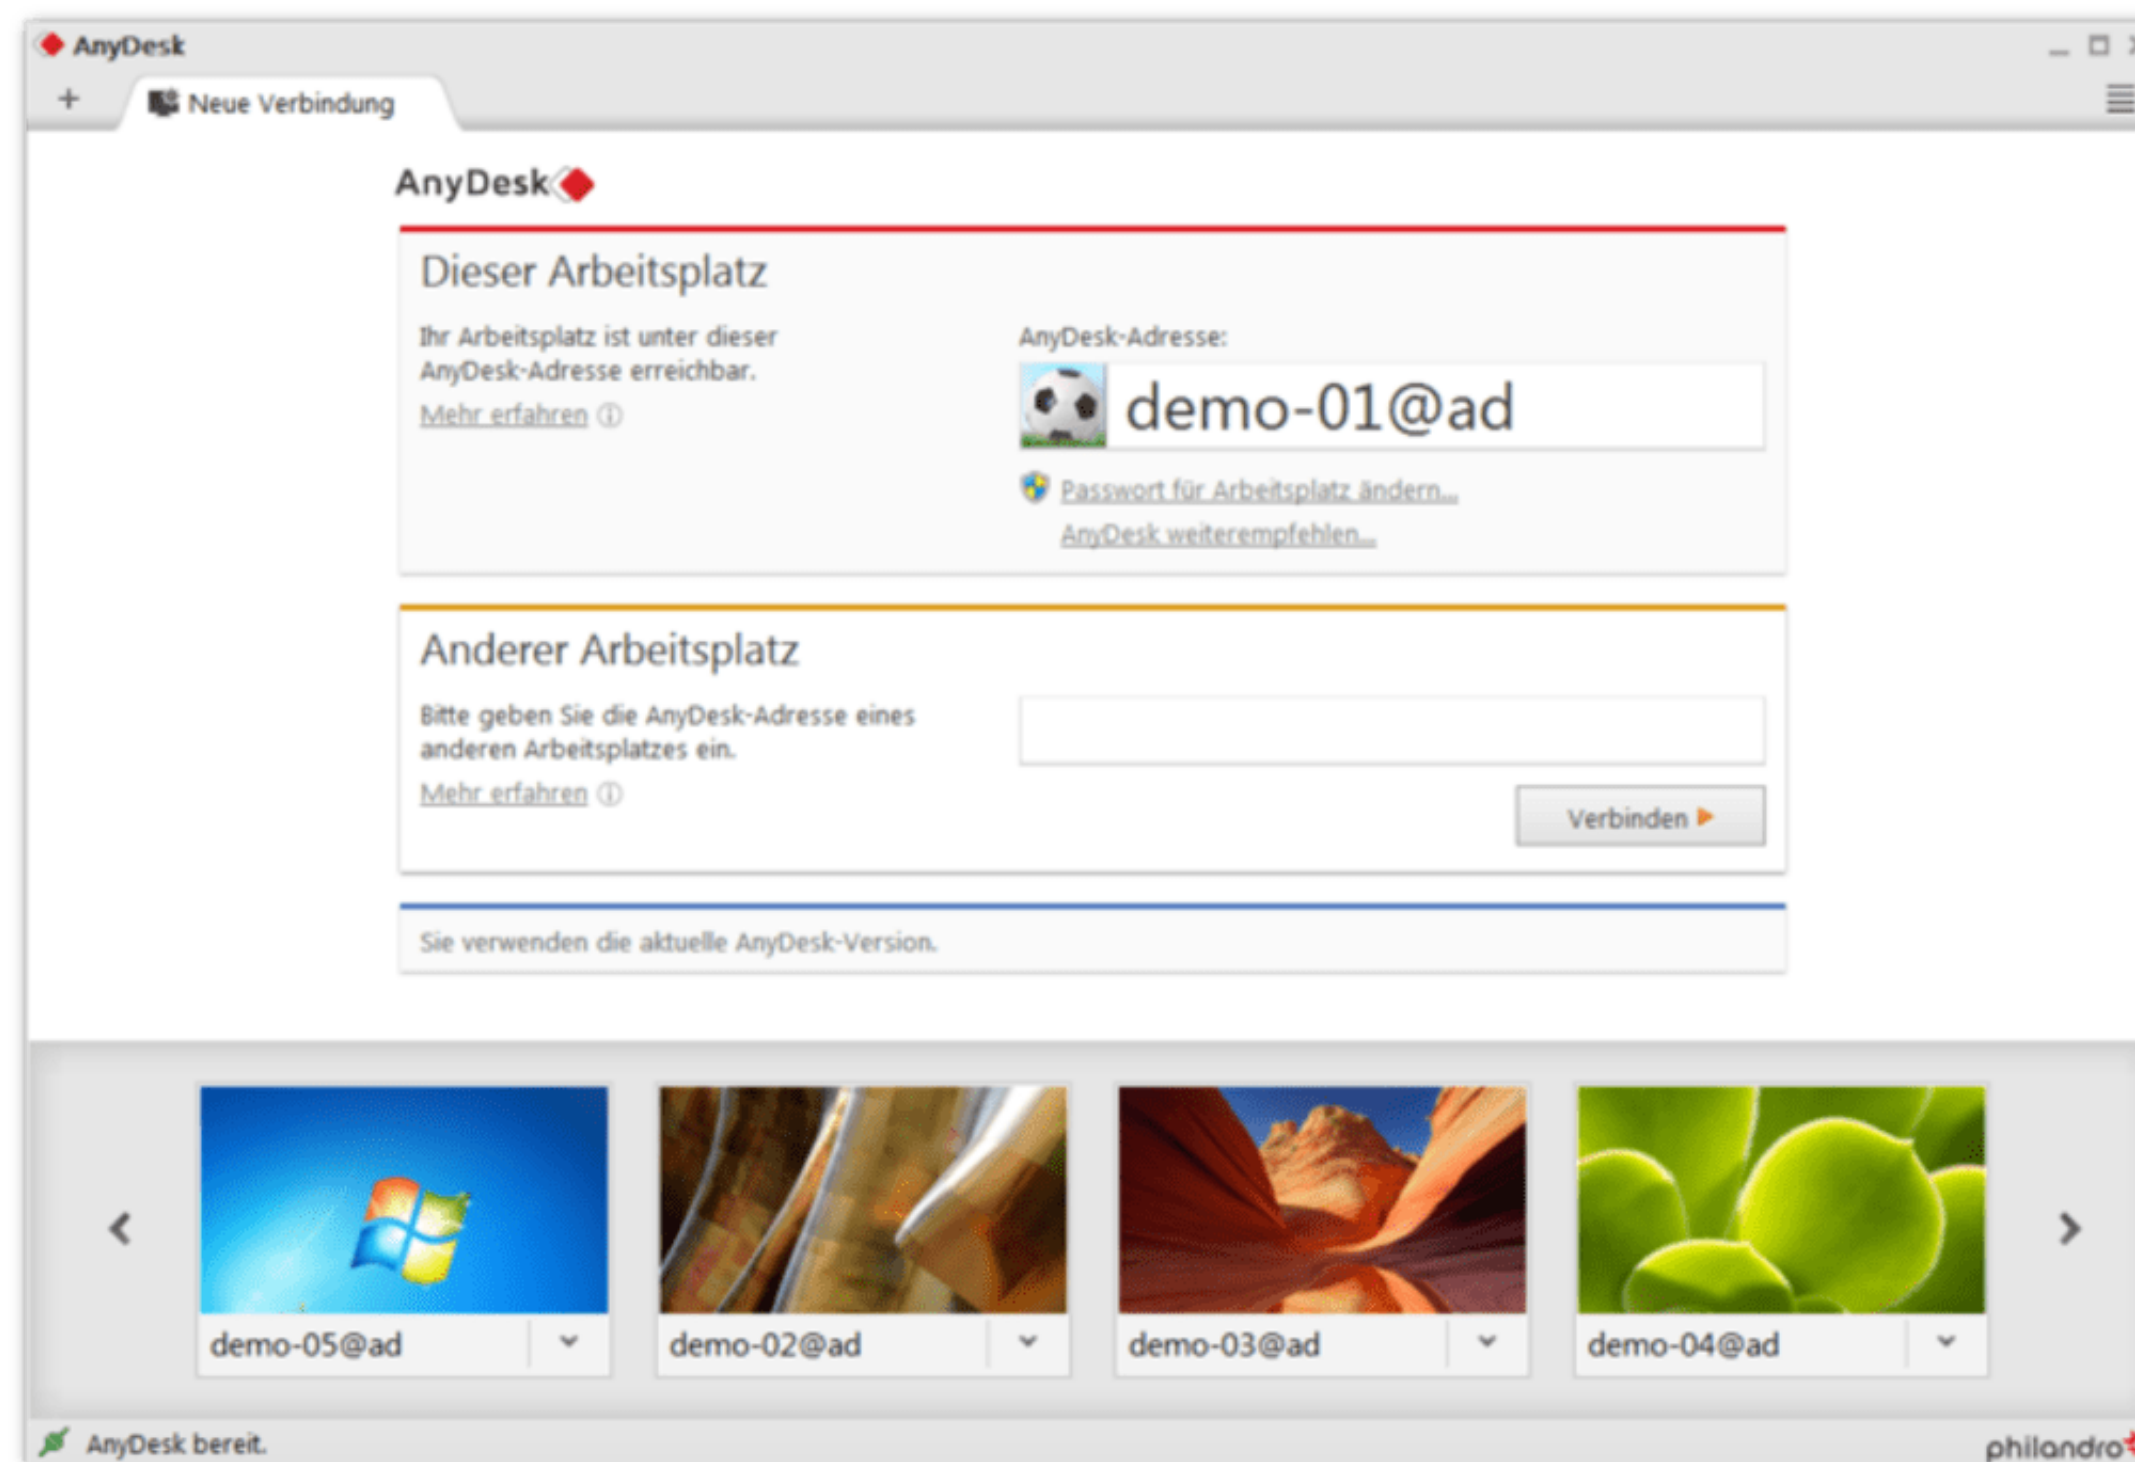 AnyDesk
+ Neue Verbindung
AnyDesk
Dieser Arbeitsplatz
Ihr Arbeitsplatz ist unter dieser
AnyDesk-Adresse erreichbar.
Mehr erfahren
AnyDesk-Adresse:
demo-01@ad
Passwort für Arbeitsplatz ändern...
AnyDesk weiterempfehlen...
Anderer Arbeitsplatz
Bitte geben Sie die AnyDesk-Adresse eines
anderen Arbeitsplatzes ein.
Mehr erfahren
Verbinden
Sie verwenden die aktuelle AnyDesk-Version.
demo-05@ad
demo-02@ad
demo-03@ad
demo-04@ad
AnyDesk bereit.
philandro